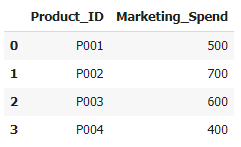 Product_ID Marketing_Spend
0 P001 500
1 P002 700
2 P003 600
3 P004 400